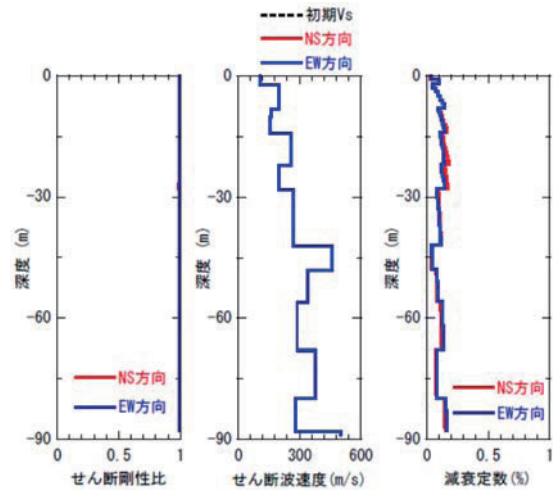 初期Vs
NS方向
EW方向
0
-30
-60
-90
深度 (m)
NS方向
EW方向
0
0.5
1
せん断剛性比
0
-30
-60
-90
深度 (m)
0
300
600
せん断波速度(m/s)
0
-30
-60
-90
深度 (m)
NS方向
EW方向
0
0.5
1
減衰定数(%)